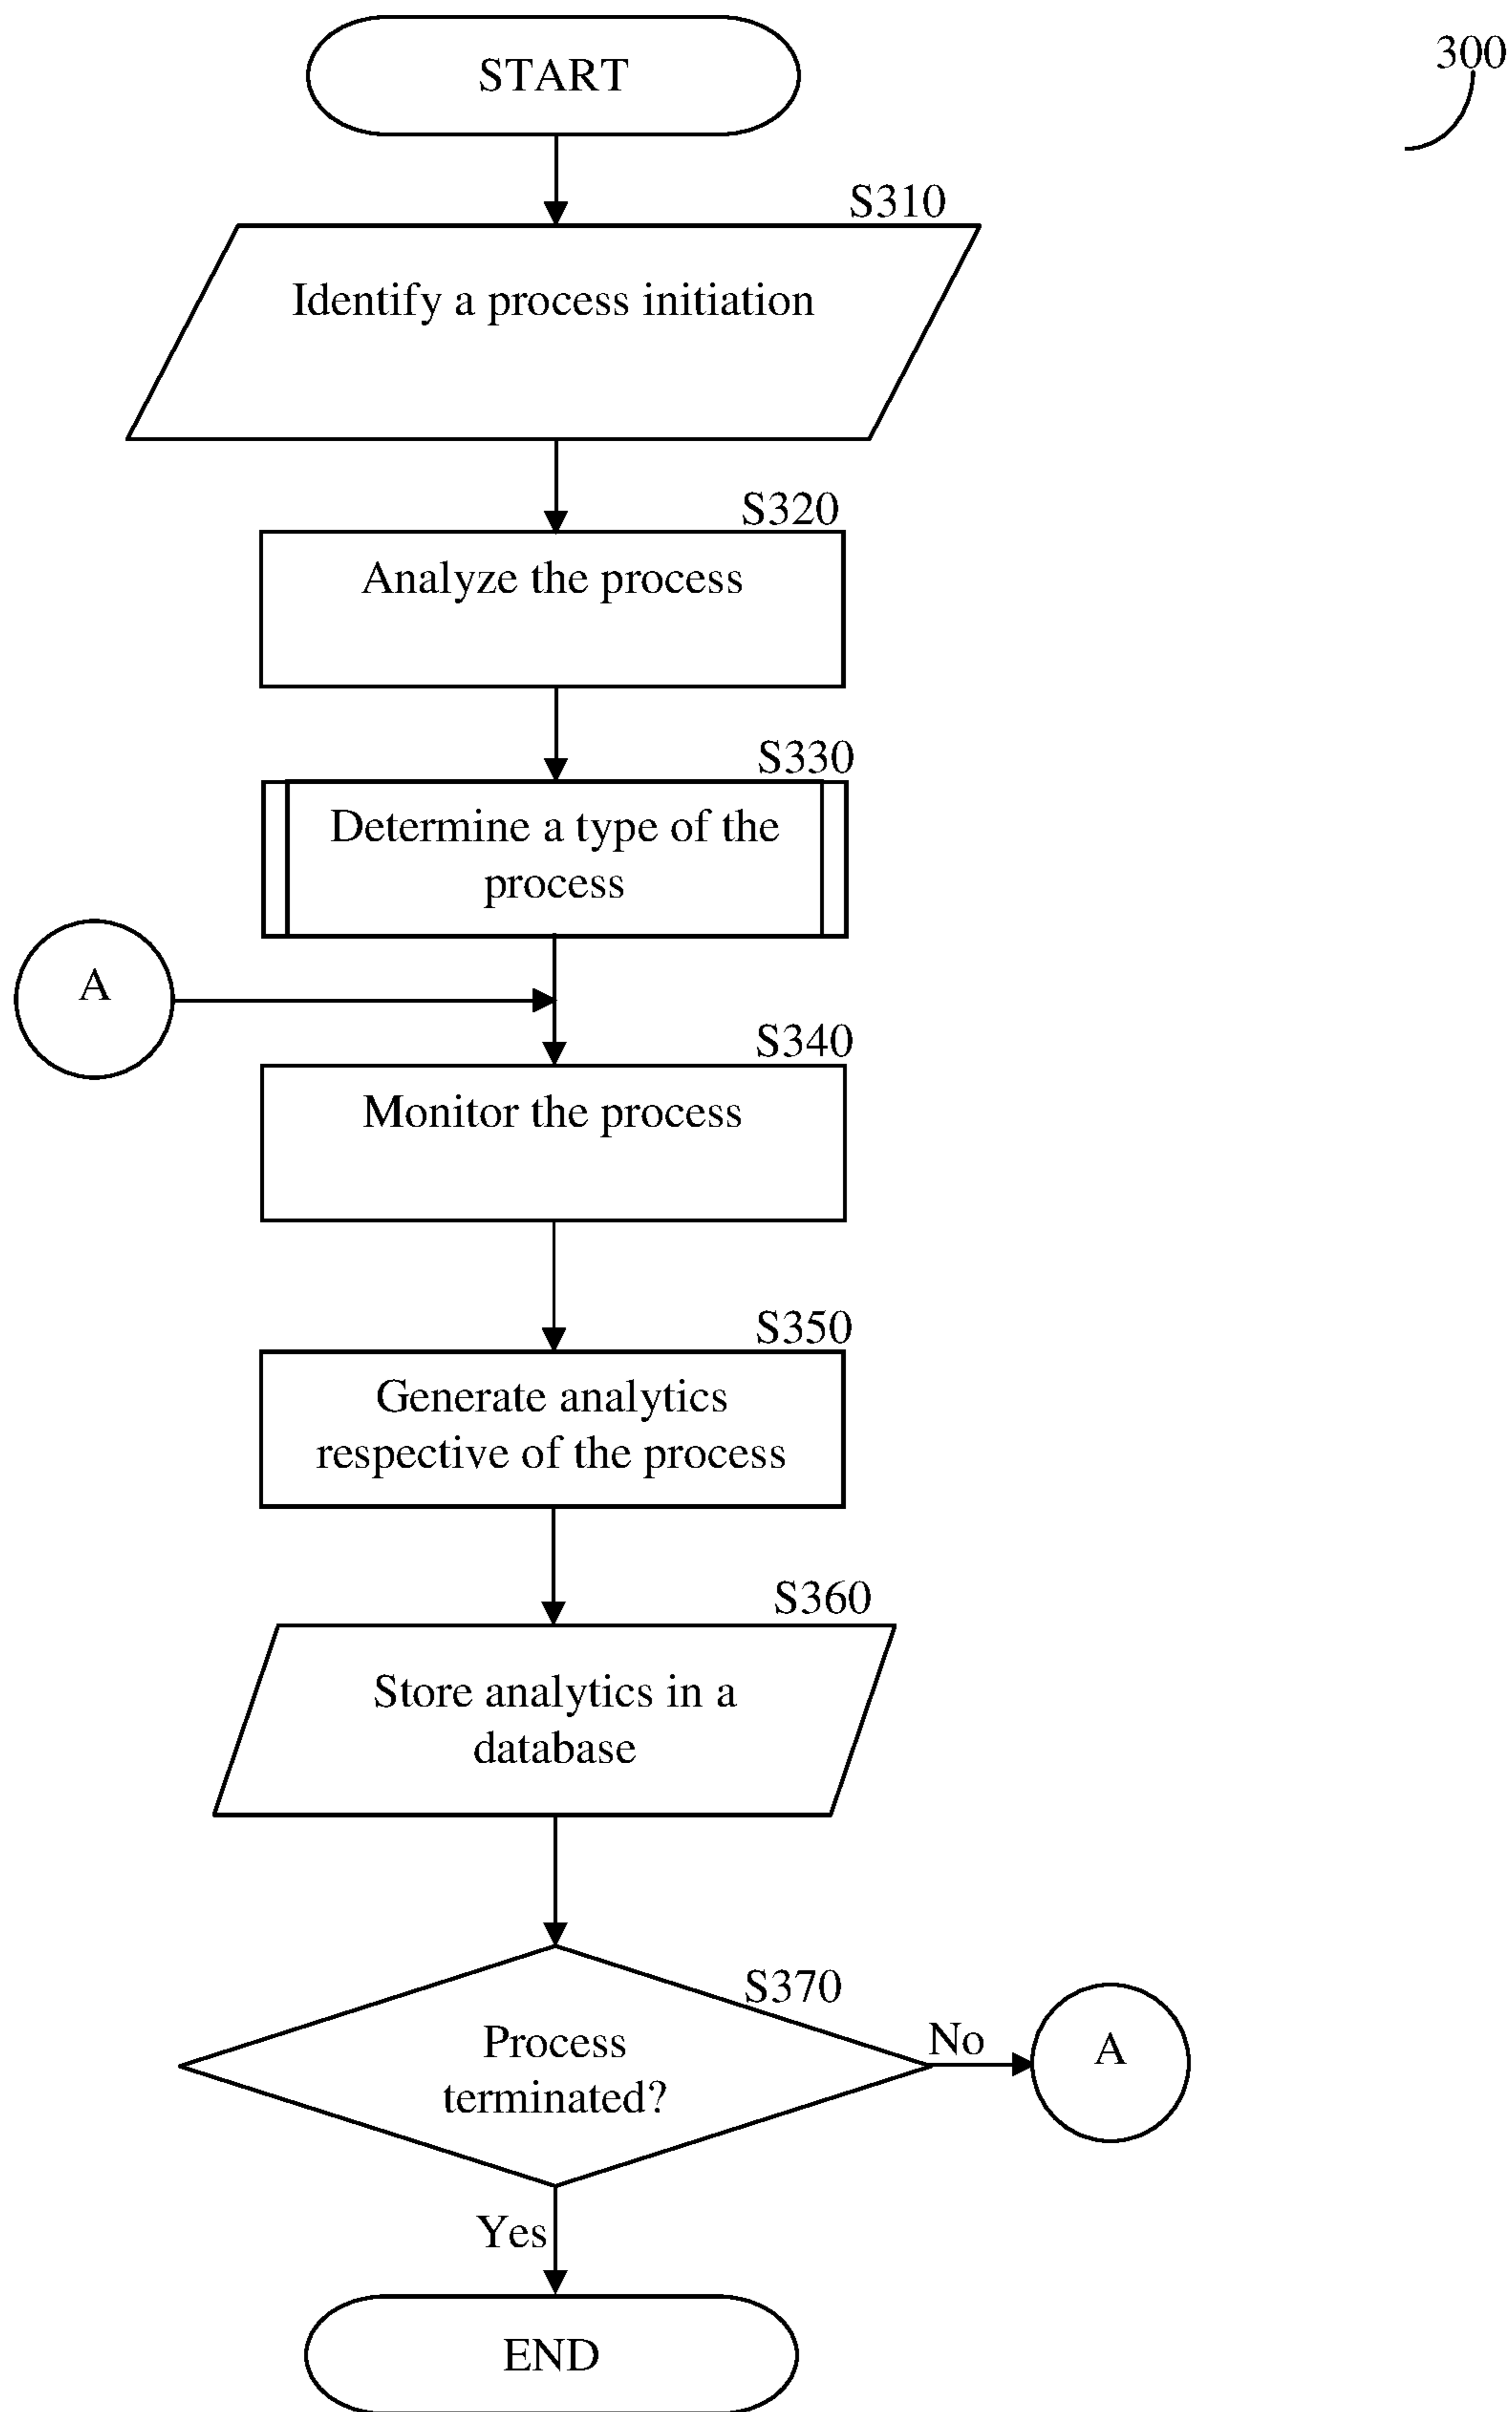 START
300
S310
Identify a process initiation
S320
Analyze the process
S330
Determine a type of the
process
A
S340
Monitor the process
S350
Generate analytics
respective of the process
S360
Store analytics in a
database
S370
Process
terminated?
No
A
Yes
END